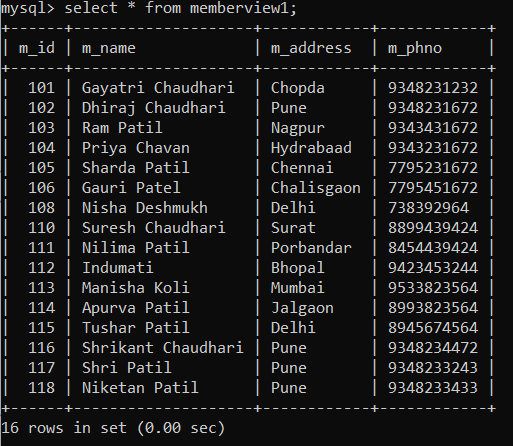 mysql> select * from memberview1;
+------+--------------------+------------+------------+
| m_id | m_name             | m_address  | m_phno     |
+------+--------------------+------------+------------+
|  101 | Gayatri Chaudhari  | Chopda     | 9348231232 |
|  102 | Dhiraj Chaudhari   | Pune       | 9348231672 |
|  103 | Ram Patil          | Nagpur     | 9343431672 |
|  104 | Priya Chavan       | Hydrabaad  | 9343231672 |
|  105 | Sharda Patil       | Chennai    | 7795231672 |
|  106 | Gauri Patel        | Chalisgaon | 7795451672 |
|  108 | Nisha Deshmukh     | Delhi      | 738392964  |
|  110 | Suresh Chaudhari   | Surat      | 8899439424 |
|  111 | Nilima Patil       | Porbandar  | 8454439424 |
|  112 | Indumati           | Bhopal     | 9423453244 |
|  113 | Manisha Koli       | Mumbai     | 9533823564 |
|  114 | Apurva Patil       | Jalgaon    | 8993823564 |
|  115 | Tushar Patil       | Delhi      | 8945674564 |
|  116 | Shrikant Chaudhari | Pune       | 9348234472 |
|  117 | Shri Patil         | Pune       | 9348233243 |
|  118 | Niketan Patil      | Pune       | 9348233433 |
+------+--------------------+------------+------------+
16 rows in set (0.00 sec)